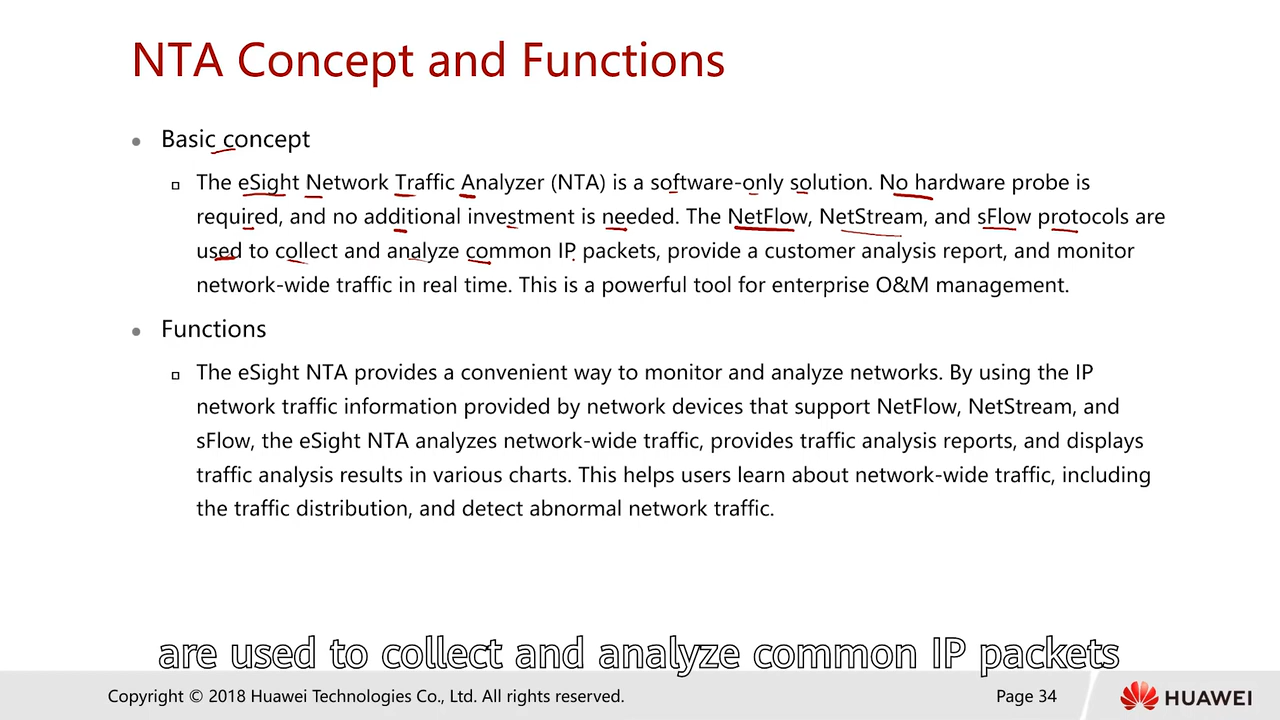 NTA Concept and Functions
• Basic concept
▫ The eSight Network Traffic Analyzer (NTA) is a software-only solution. No hardware probe is
required, and no additional investment is needed. The NetFlow, NetStream, and sFlow protocols are
used to collect and analyze common IP packets, provide a customer analysis report, and monitor
network-wide traffic in real time. This is a powerful tool for enterprise O&M management.
• Functions
▫ The eSight NTA provides a convenient way to monitor and analyze networks. By using the IP
network traffic information provided by network devices that support NetFlow, NetStream, and
sFlow, the eSight NTA analyzes network-wide traffic, provides traffic analysis reports, and displays
traffic analysis results in various charts. This helps users learn about network-wide traffic, including
the traffic distribution, and detect abnormal network traffic.
are used to collect and analyze common IP packets
Copyright © 2018 Huawei Technologies Co., Ltd. All rights reserved.
Page 34
HUAWEI